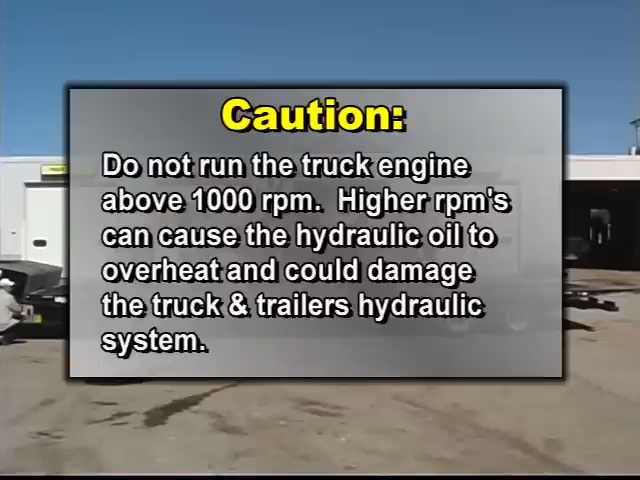 Caution:
Do not run the truck engine
above 1000 rpm.  Higher rpm's
can cause the hydraulic oil to
overheat and could damage
the truck & trailers hydraulic
system.